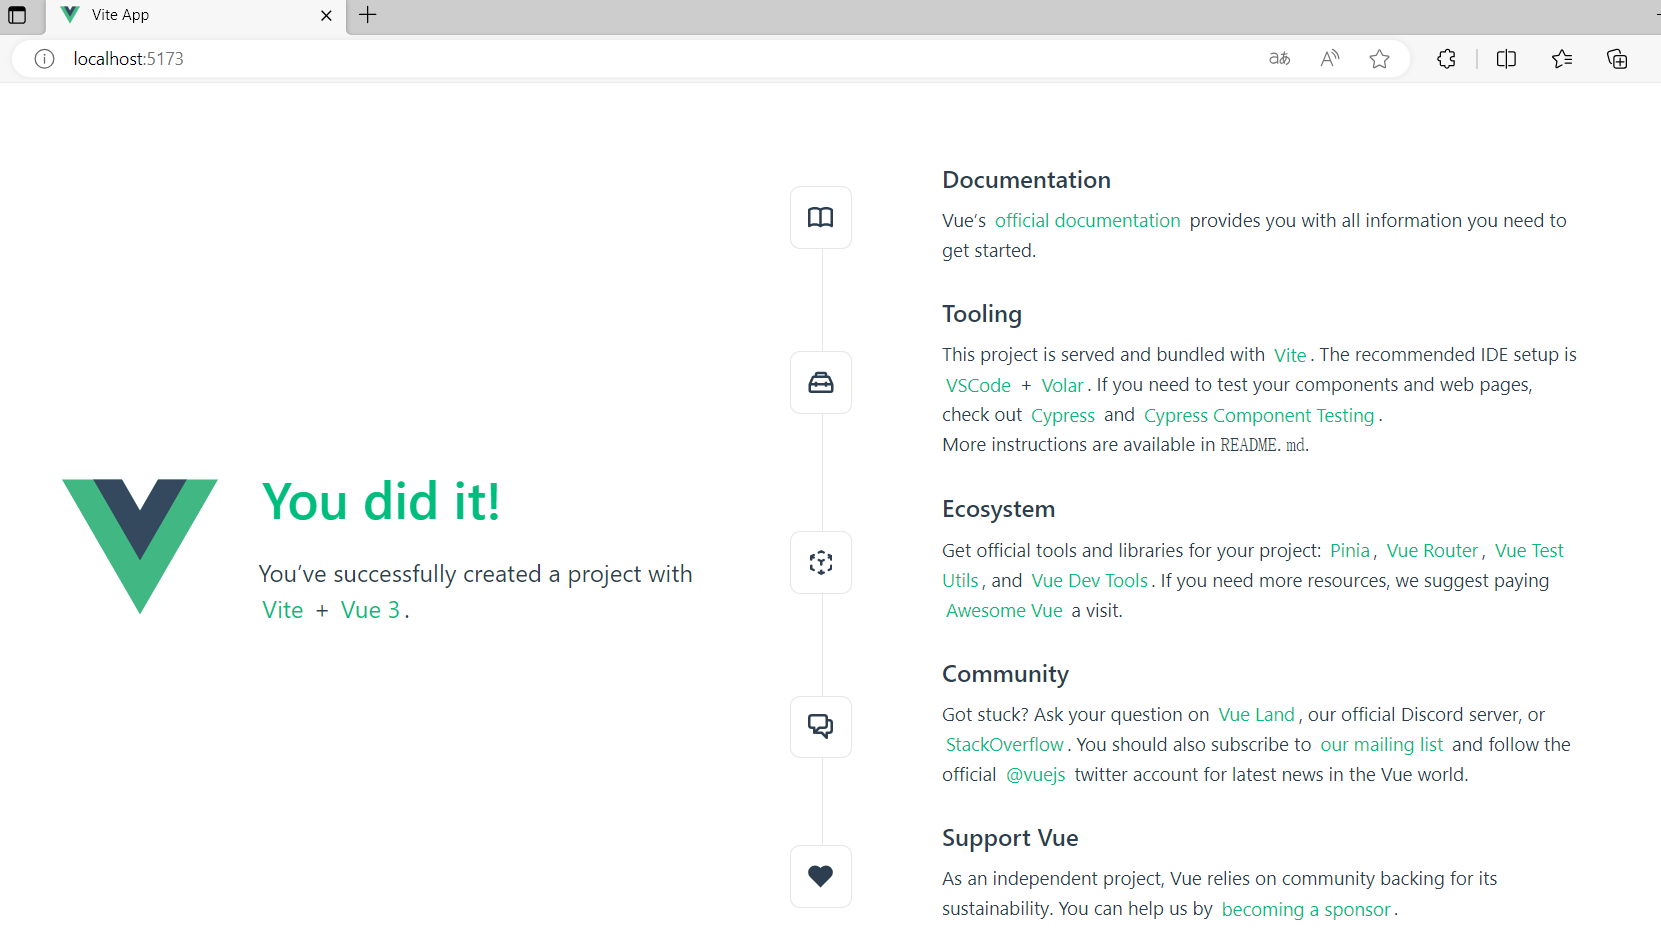 Vite App
localhost:5173
aあ
A
You did it!
You’ve successfully created a project with
Vite + Vue 3.
Documentation
Vue’s official documentation provides you with all information you need to
get started.
Tooling
This project is served and bundled with Vite. The recommended IDE setup is
VSCode + Volar. If you need to test your components and web pages,
check out Cypress and Cypress Component Testing.
More instructions are available in README.md.
Ecosystem
Get official tools and libraries for your project: Pinia, Vue Router, Vue Test
Utils, and Vue Dev Tools. If you need more resources, we suggest paying
Awesome Vue a visit.
Community
Got stuck? Ask your question on Vue Land, our official Discord server, or
StackOverflow. You should also subscribe to our mailing list and follow the
official @vuejs twitter account for latest news in the Vue world.
Support Vue
As an independent project, Vue relies on community backing for its
sustainability. You can help us by becoming a sponsor.